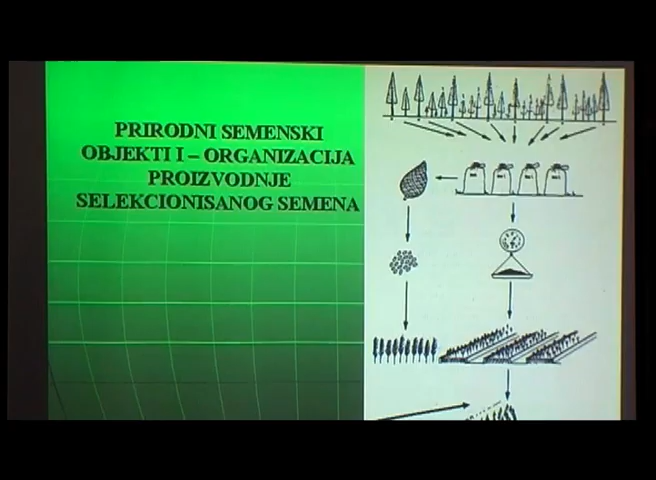 PRIRODNI SEMENSKI
OBJEKTI I – ORGANIZACIJA
PROIZVODNJE
SELEKCIONISANOG SEMENA